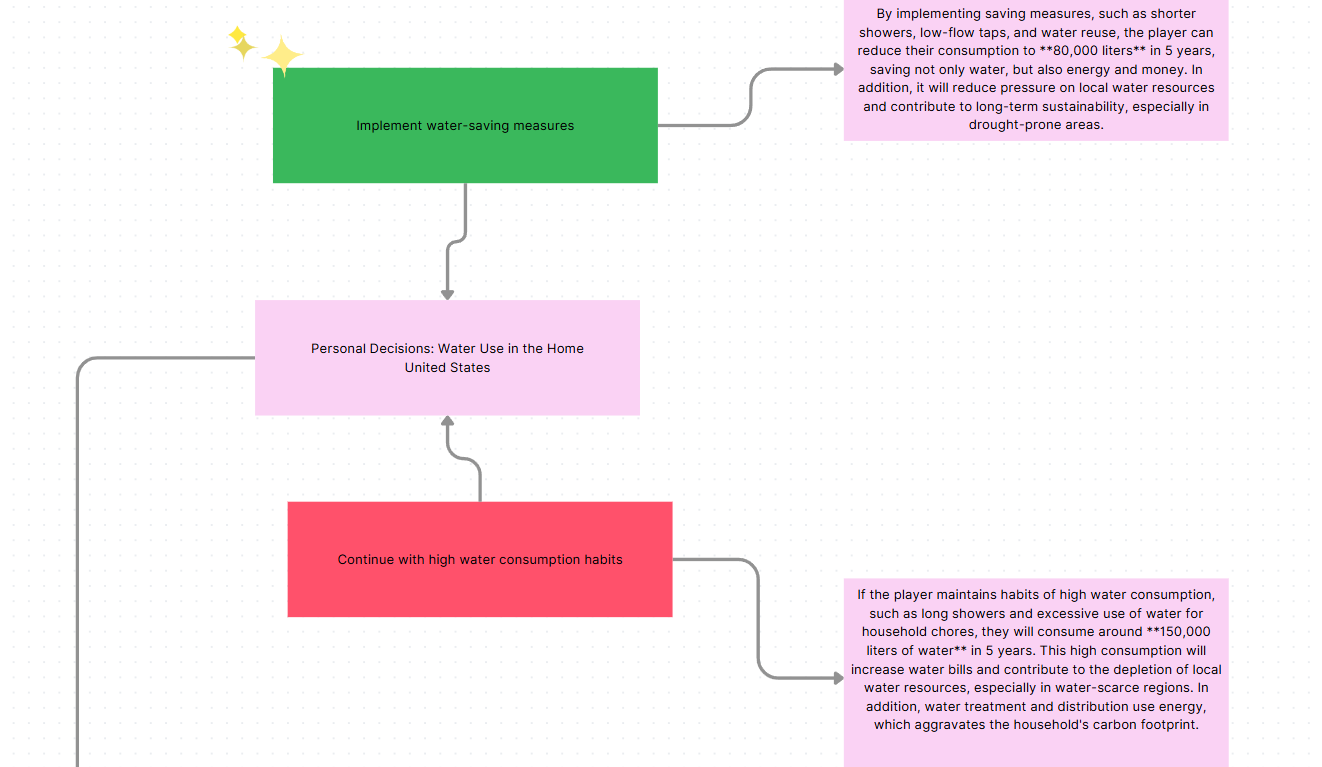 By implementing saving measures, such as shorter
showers, low-flow taps, and water reuse, the player can
reduce their consumption to **80,000 liters** in 5 years,
saving not only water, but also energy and money. In
addition, it will reduce pressure on local water resources
and contribute to long-term sustainability, especially in
drought-prone areas.
Implement water-saving measures
Personal Decisions: Water Use in the Home
United States
Continue with high water consumption habits
If the player maintains habits of high water consumption,
such as long showers and excessive use of water for
household chores, they will consume around **150,000
liters of water** in 5 years. This high consumption will
increase water bills and contribute to the depletion of local
water resources, especially in water-scarce regions. In
addition, water treatment and distribution use energy,
which aggravates the household's carbon footprint.